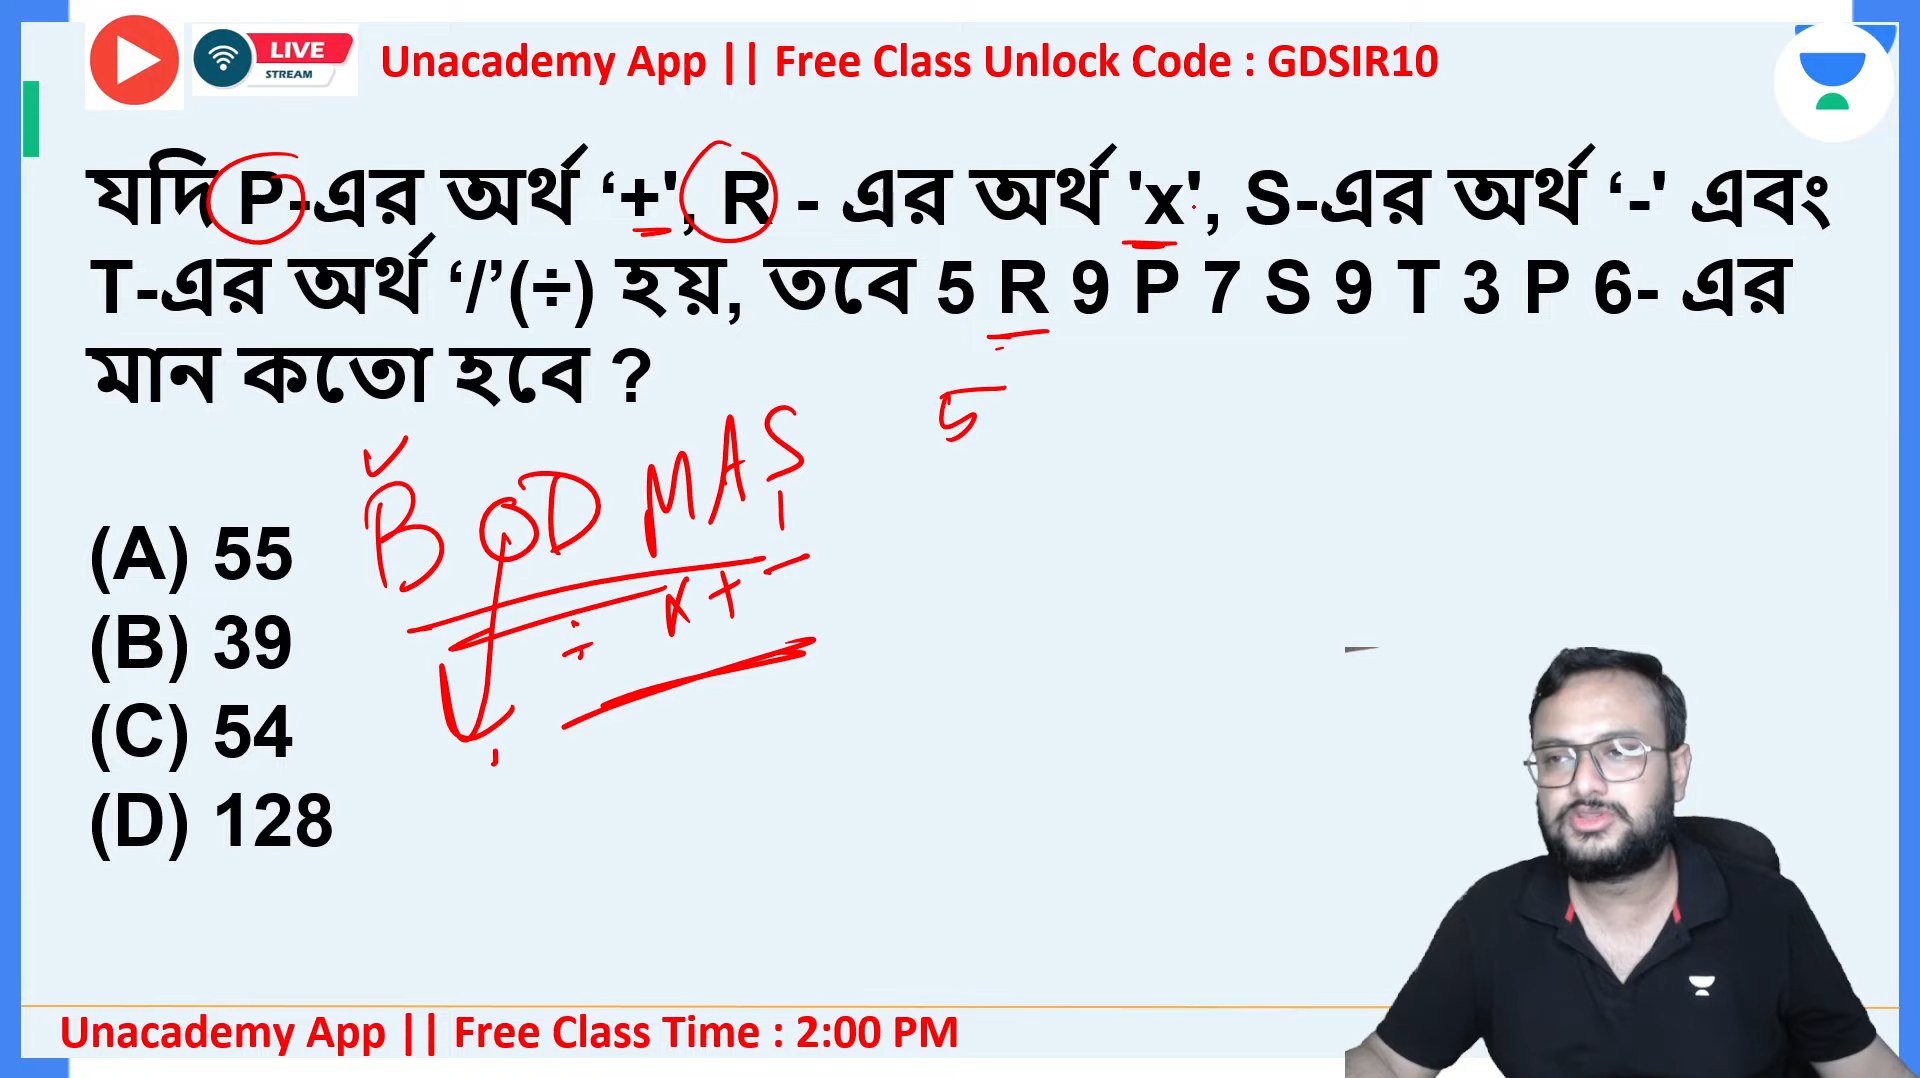 LIVE
STREAM
Unacademy App || Free Class Unlock Code : GDSIR10
যদি P-এর অর্থ ‘+', R - এর অর্থ 'x', S-এর অর্থ ‘-' এবং
T-এর অর্থ ‘/’(÷) হয়, তবে 5 R 9 P 7 S 9 T 3 P 6- এর
মান কতো হবে ?
5
BODMAS
÷ x + -
(A) 55
(B) 39
(C) 54
(D) 128
Unacademy App || Free Class Time : 2:00 PM